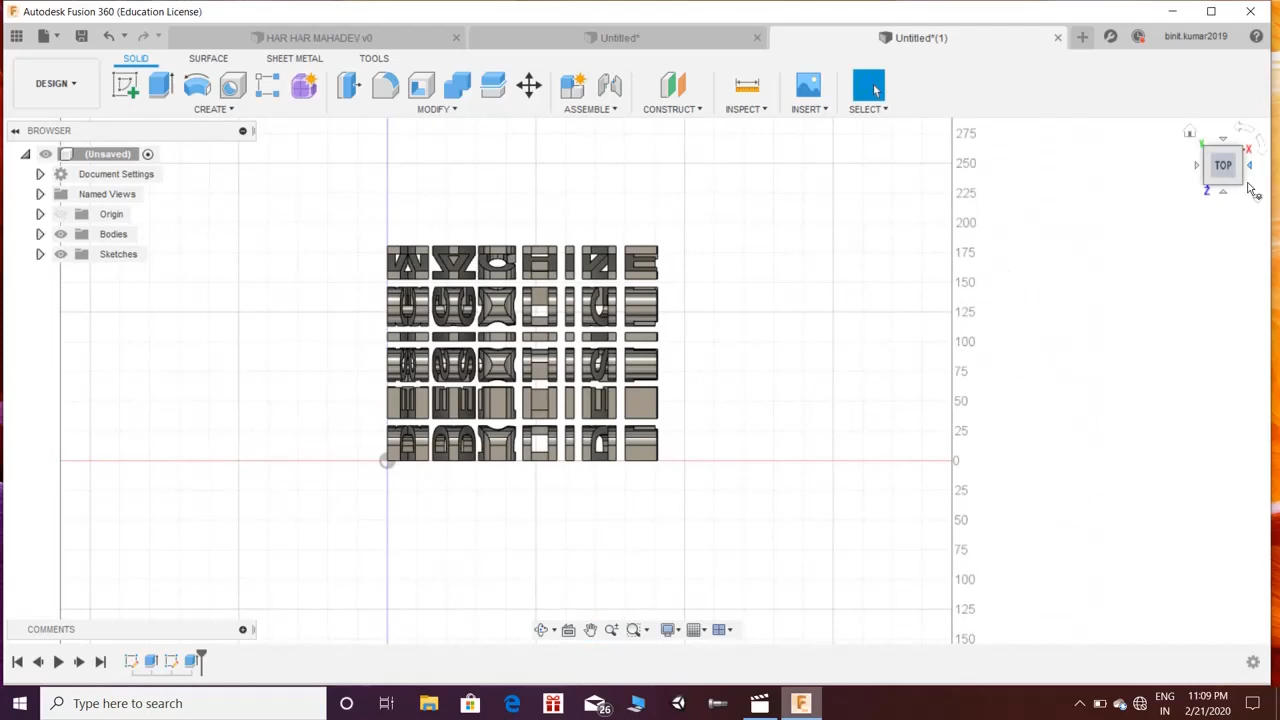 Autodesk Fusion 360 (Education License)
HAR HAR MAHADEV v0
Untitled*
Untitled*(1)
binit.kumar2019
SOLID
SURFACE
SHEET METAL
TOOLS
DESIGN
CREATE
MODIFY
ASSEMBLE
CONSTRUCT
INSPECT
INSERT
SELECT
BROWSER
(Unsaved)
Document Settings
Named Views
Origin
Bodies
Sketches
TOP
X
Z
275
250
225
200
175
150
125
100
75
50
25
0
25
50
75
100
125
150
COMMENTS
Type here to search
26
ENG
IN
11:09 PM
2/21/2020